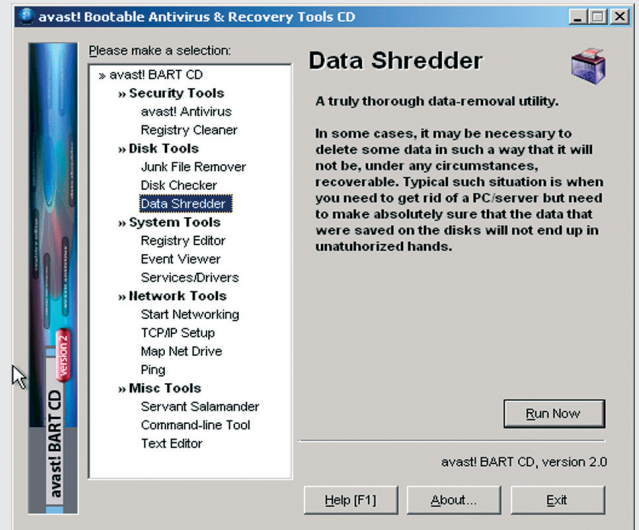 avast! Bootable Antivirus & Recovery Tools CD
Please make a selection:
» avast! BART CD
» Security Tools
avast! Antivirus
Registry Cleaner
» Disk Tools
Junk File Remover
Disk Checker
Data Shredder
» System Tools
Registry Editor
Event Viewer
Services/Drivers
» Network Tools
Start Networking
TCP/IP Setup
Map Net Drive
Ping
» Misc Tools
Servant Salamander
Command-line Tool
Text Editor
Data Shredder
A truly thorough data-removal utility.
In some cases, it may be necessary to
delete some data in such a way that it will
not be, under any circumstances,
recoverable. Typical such situation is when
you need to get rid of a PC/server but need
to make absolutely sure that the data that
were saved on the disks will not end up in
unatuhorized hands.
Run Now
avast! BART CD, version 2.0
Help [F1]
About...
Exit
avast! BART CD
version 2